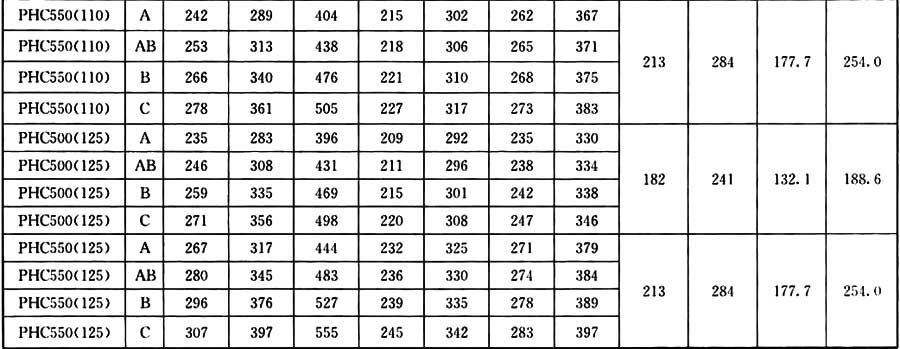 PHC550(110) A 242 289 404 215 302 262 367
PHC550(110) AB 253 313 438 218 306 265 371
213 284 177.7 254.0
PHC550(110) B 266 340 476 221 310 268 375
PHC550(110) C 278 361 505 227 317 273 383
PHC500(125) A 235 283 396 209 292 235 330
PHC500(125) AB 246 308 431 211 296 238 334
182 241 132.1 188.6
PHC500(125) B 259 335 469 215 301 242 338
PHC500(125) C 271 356 498 220 308 247 346
PHC550(125) A 267 317 444 232 325 271 379
PHC550(125) AB 280 345 483 236 330 274 384
213 284 177.7 254.0
PHC550(125) B 296 376 527 239 335 278 389
PHC550(125) C 307 397 555 245 342 283 397